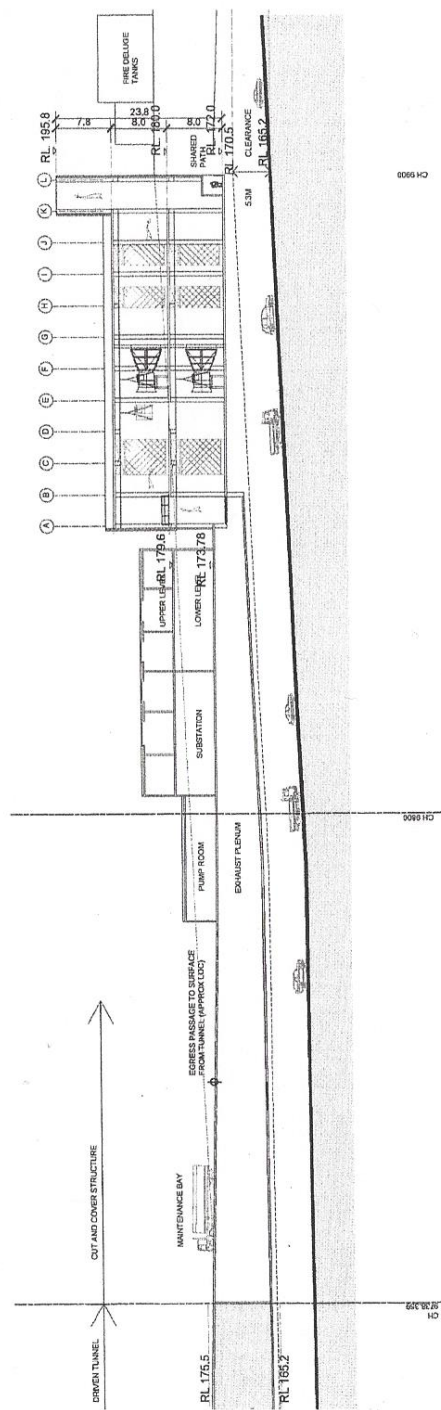 FIRE DELUGE
TANKS
23.8
7.8
8.0
8.0
RL 195.8
RL 180.0
RL 172.0
SHARED
PATH
RL 170.5
RL 165.2
CLEARANCE
5.3M
CH 9900
L
K
J
I
H
G
F
E
D
C
B
A
RL 179.6
UPPER LEVEL
RL 173.78
LOWER LEVEL
SUBSTATION
PUMP ROOM
EXHAUST PLENUM
CH 9800
EGRESS PASSAGE TO SURFACE
FROM TUNNEL (APPROX LOC)
MAINTENANCE BAY
CUT AND COVER STRUCTURE
DRIVEN TUNNEL
CH
RL 175.5
RL 165.2